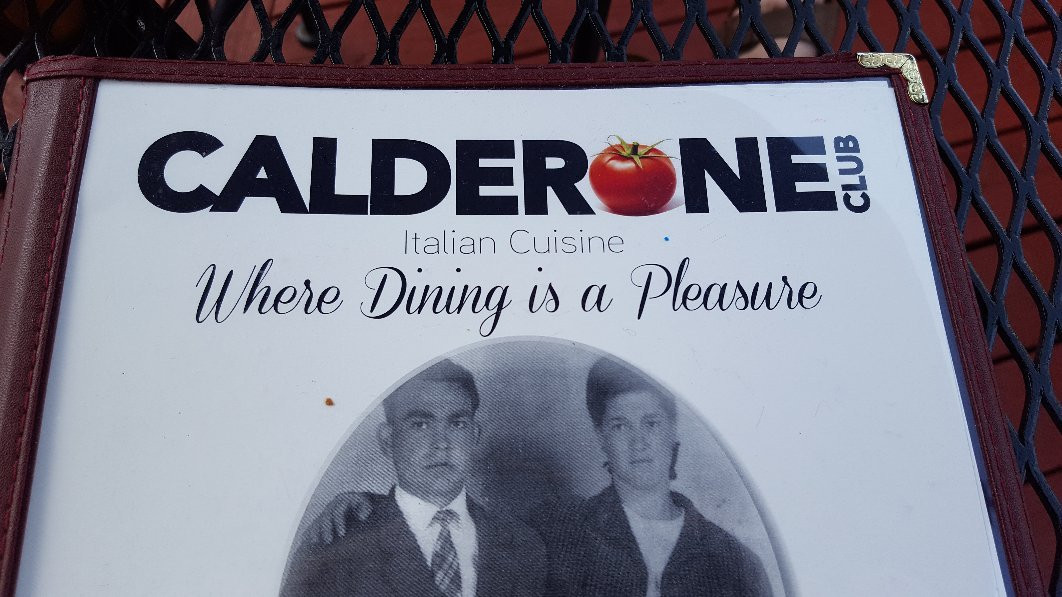 CALDERONE CLUB
Italian Cuisine
Where Dining is a Pleasure